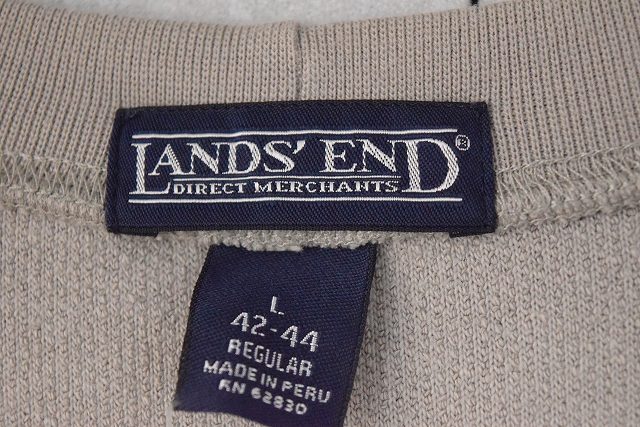 LANDS' END®
DIRECT MERCHANTS
L
42-44
REGULAR
MADE IN PERU
RN 62830